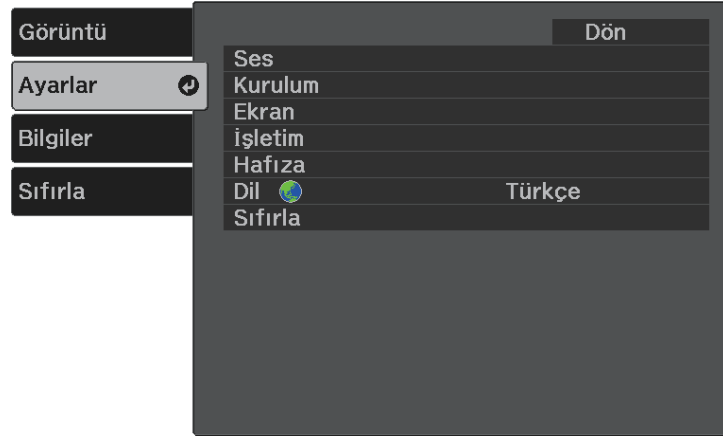 Görüntü
Ayarlar
Bilgiler
Sıfırla
Dön
Ses
Kurulum
Ekran
İşletim
Hafıza
Dil Türkçe
Sıfırla